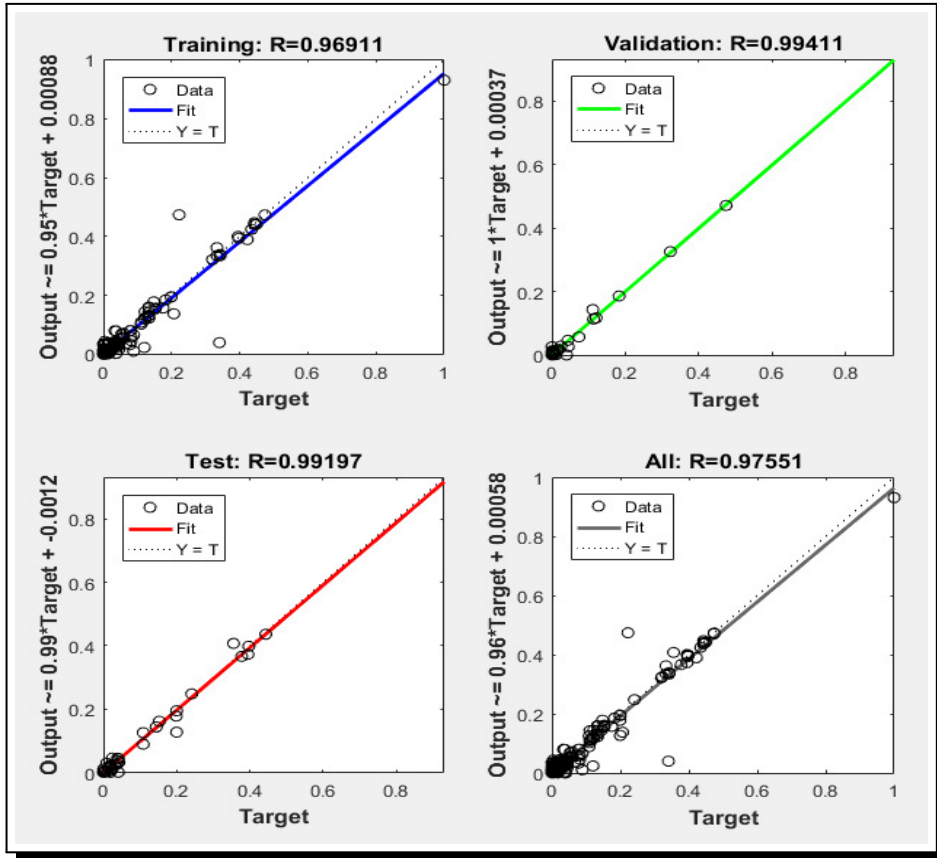 Training: R=0.96911
Output ~= 0.95*Target + 0.00088
1
0.8
0.6
0.4
0.2
0
Data
Fit
Y = T
0
0.2
0.4
0.6
0.8
1
Target
Validation: R=0.99411
Output ~= 1*Target + 0.00037
0.8
0.6
0.4
0.2
0
Data
Fit
Y = T
0
0.2
0.4
0.6
0.8
Target
Test: R=0.99197
Output ~= 0.99*Target + -0.0012
0.8
0.6
0.4
0.2
0
Data
Fit
Y = T
0
0.2
0.4
0.6
0.8
Target
All: R=0.97551
Output ~= 0.96*Target + 0.00058
1
0.8
0.6
0.4
0.2
0
Data
Fit
Y = T
0
0.2
0.4
0.6
0.8
1
Target